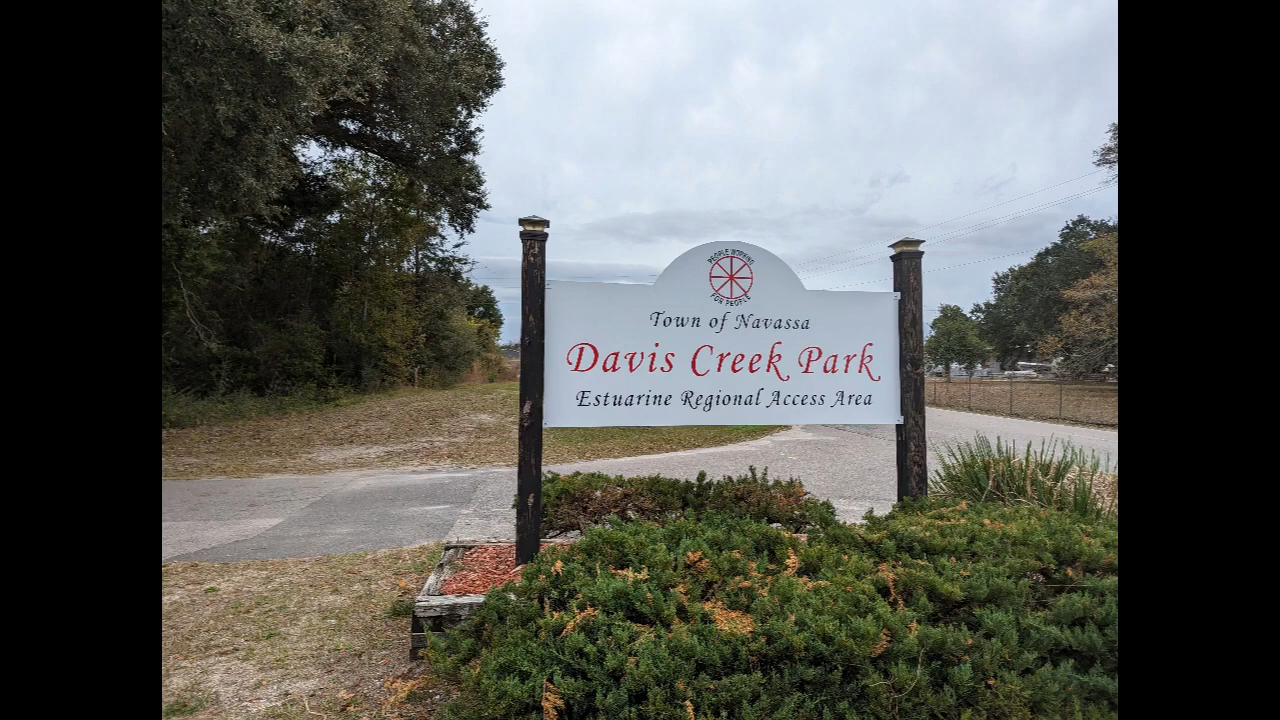 PEOPLE WORKING
FOR PEOPLE
Town of Navassa
Davis Creek Park
Estuarine Regional Access Area